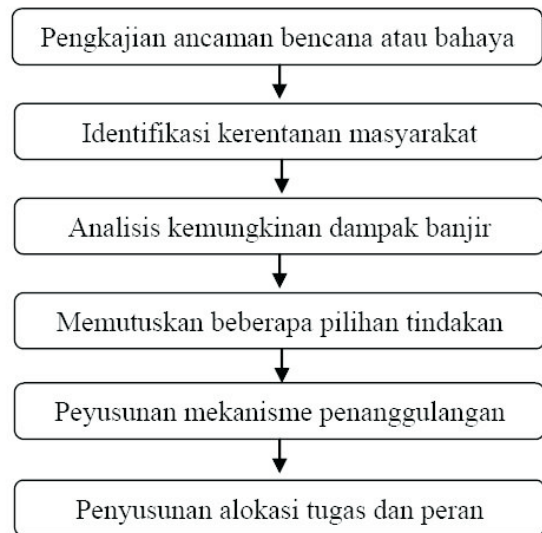 Pengkajian ancaman bencana atau bahaya
Identifikasi kerentanan masyarakat
Analisis kemungkinan dampak banjir
Memutuskan beberapa pilihan tindakan
Peyusunan mekanisme penanggulangan
Penyusunan alokasi tugas dan peran